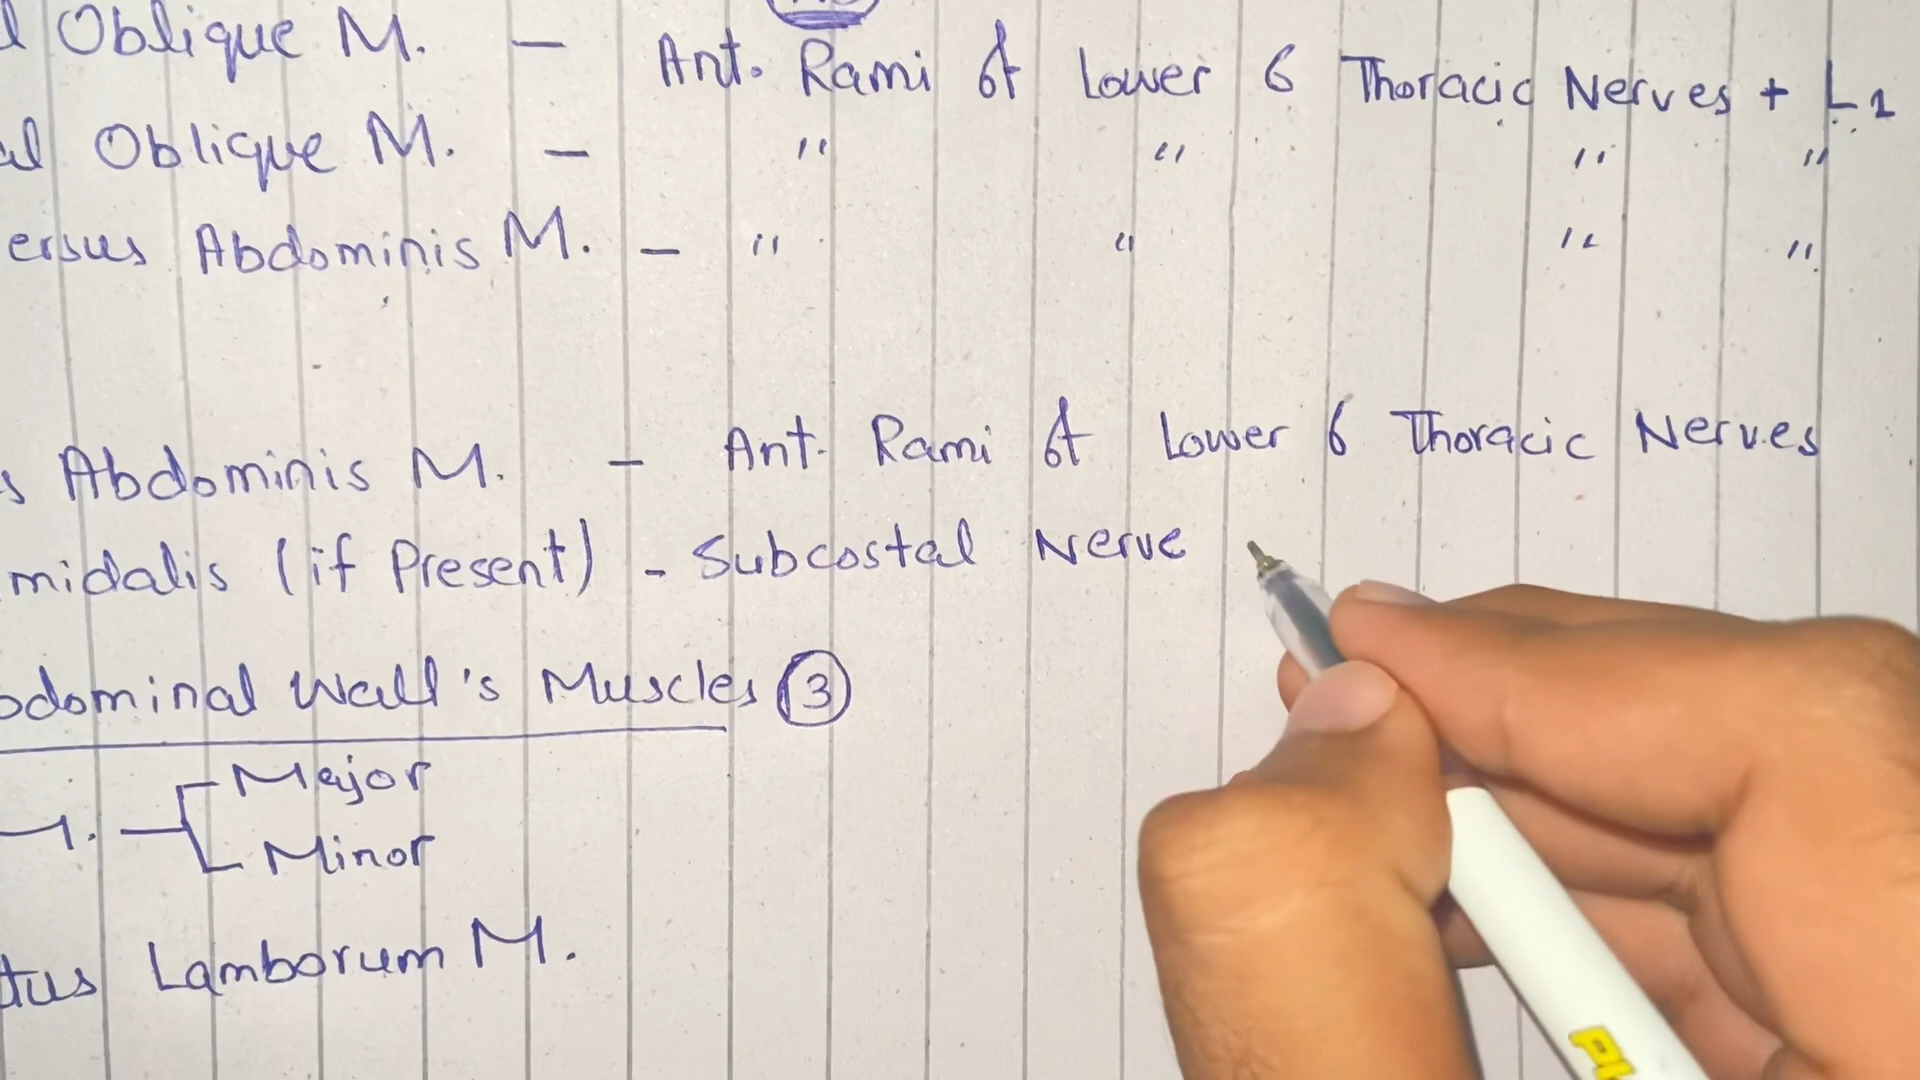 l Oblique M. — Ant. Rami of Lower 6 Thoracic Nerves + L1
al Oblique M. — " " " "
ersus Abdominis M. — " " " "
s Abdominis M. — Ant. Rami of Lower 6 Thoracic Nerves
midalis (if Present) - Subcostal Nerve
bdominal Wall's Muscles 3
M. Major
Minor
tus Lamborum M.